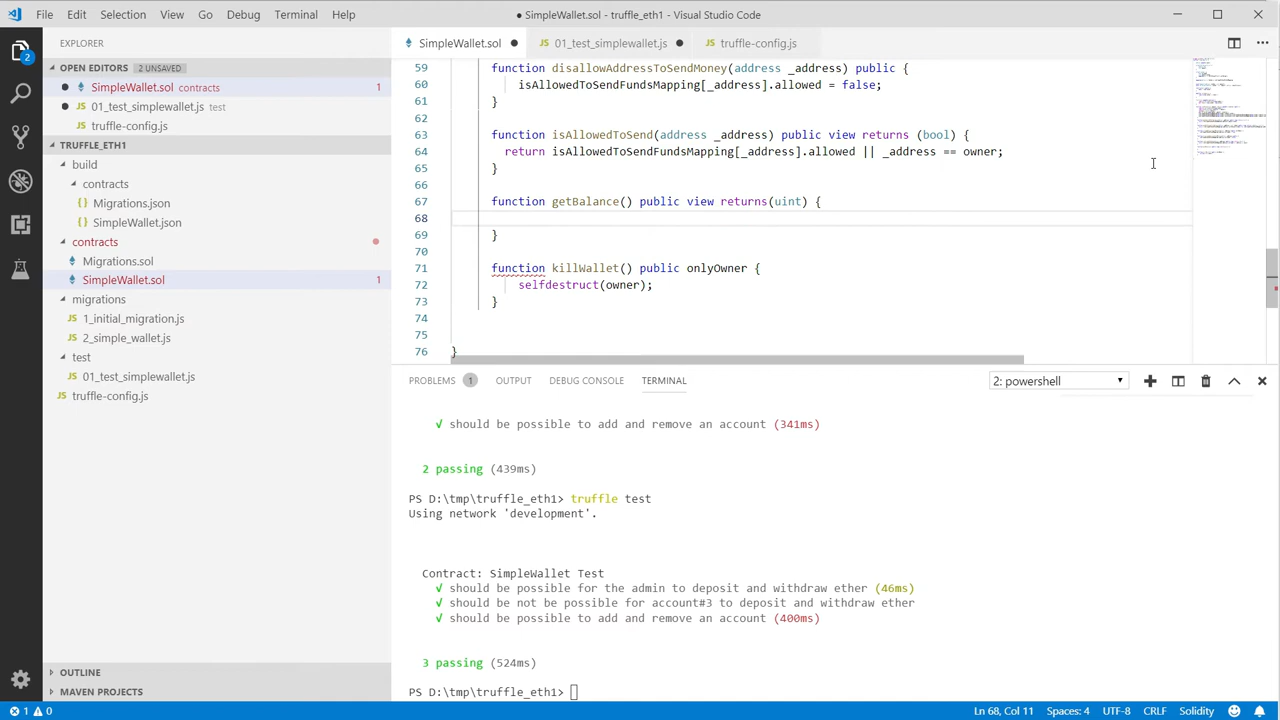 File Edit Selection View Go Debug Terminal Help ● SimpleWallet.sol - truffle_eth1 - Visual Studio Code
EXPLORER SimpleWallet.sol 01_test_simplewallet.js truffle-config.js
OPEN EDITORS 2 UNSAVED
SimpleWallet.sol contracts 1
01_test_simplewallet.js test
truffle-config.js
TRUFFLE_ETH1
build
contracts
Migrations.json
SimpleWallet.json
contracts
Migrations.sol
SimpleWallet.sol 1
migrations
1_initial_migration.js
2_simple_wallet.js
test
01_test_simplewallet.js
truffle-config.js
OUTLINE
MAVEN PROJECTS
2
59 function disallowAddressToSendMoney(address _address) public {
60 isAllowedToSendFundsMapping[_address].allowed = false;
61 }
62
63 function isAllowedToSend(address _address) public view returns (bool) {
64 return isAllowedToSendFundsMapping[_address].allowed || _address == owner;
65 }
66
67 function getBalance() public view returns(uint) {
68
69 }
70
71 function killWallet() public onlyOwner {
72 selfdestruct(owner);
73 }
74
75
76 }
PROBLEMS 1 OUTPUT DEBUG CONSOLE TERMINAL 2: powershell
√ should be possible to add and remove an account (341ms)
2 passing (439ms)
PS D:\tmp\truffle_eth1> truffle test
Using network 'development'.
Contract: SimpleWallet Test
√ should be possible for the admin to deposit and withdraw ether (46ms)
√ should be not be possible for account#3 to deposit and withdraw ether
√ should be possible to add and remove an account (400ms)
3 passing (524ms)
PS D:\tmp\truffle_eth1>
1 0 Ln 68, Col 11 Spaces: 4 UTF-8 CRLF Solidity